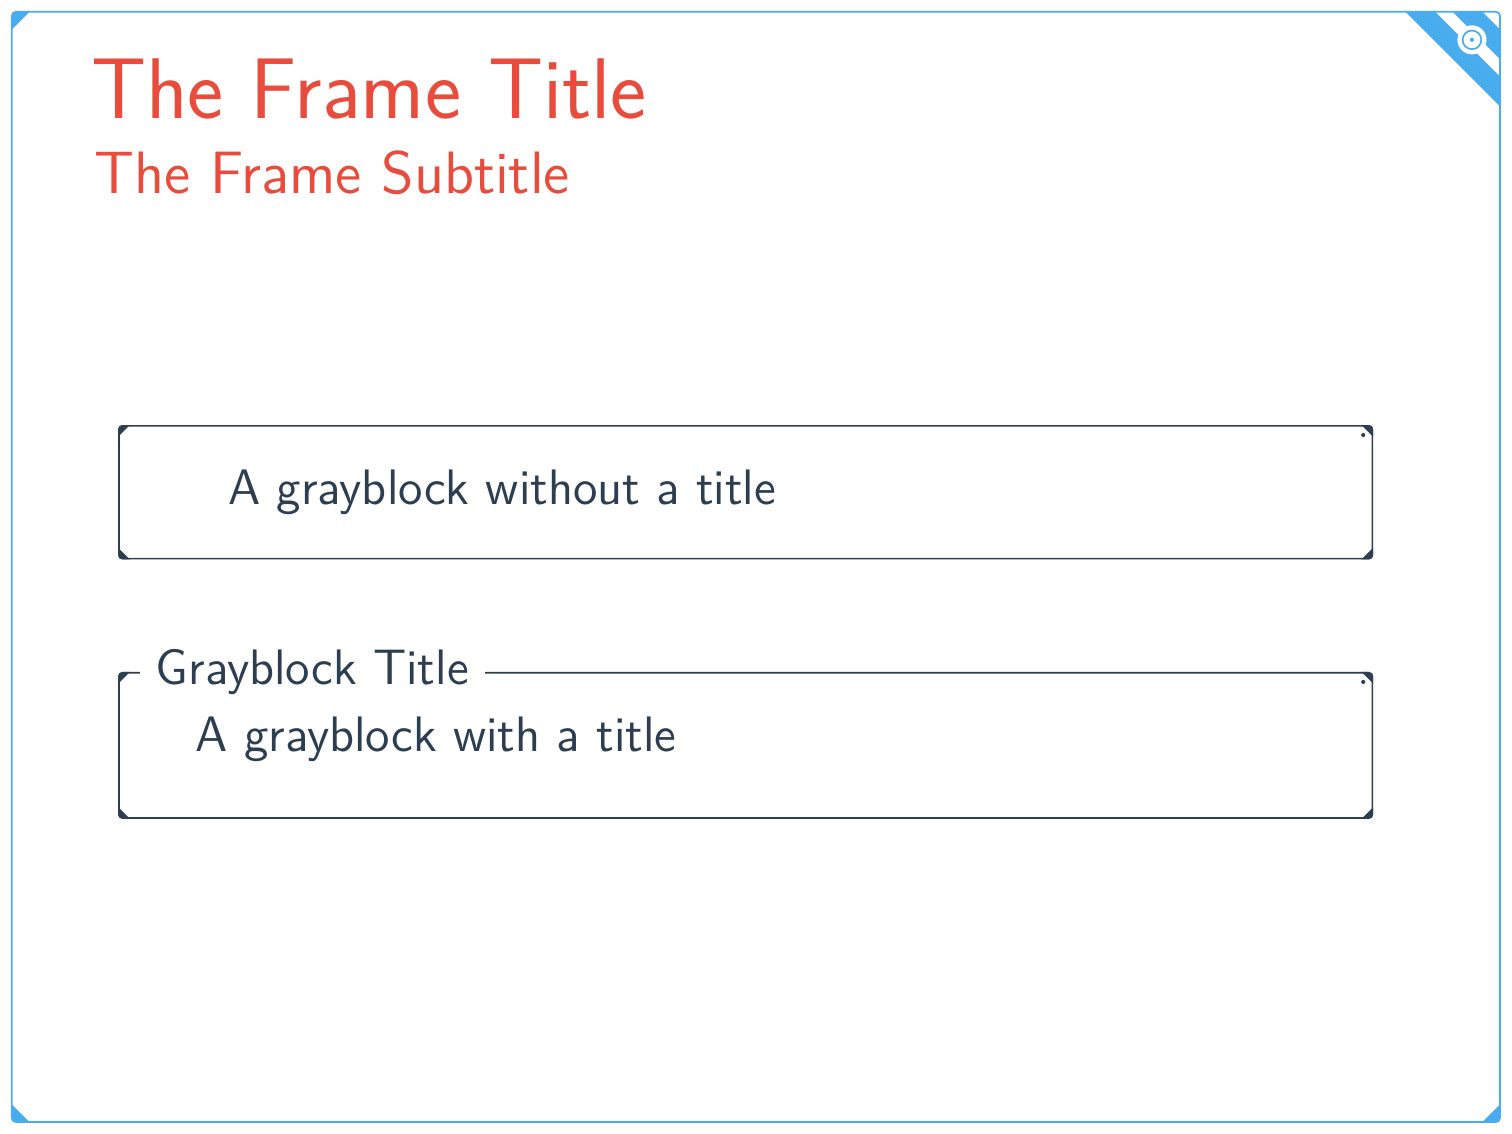 The Frame Title
The Frame Subtitle
A grayblock without a title
Grayblock Title
A grayblock with a title